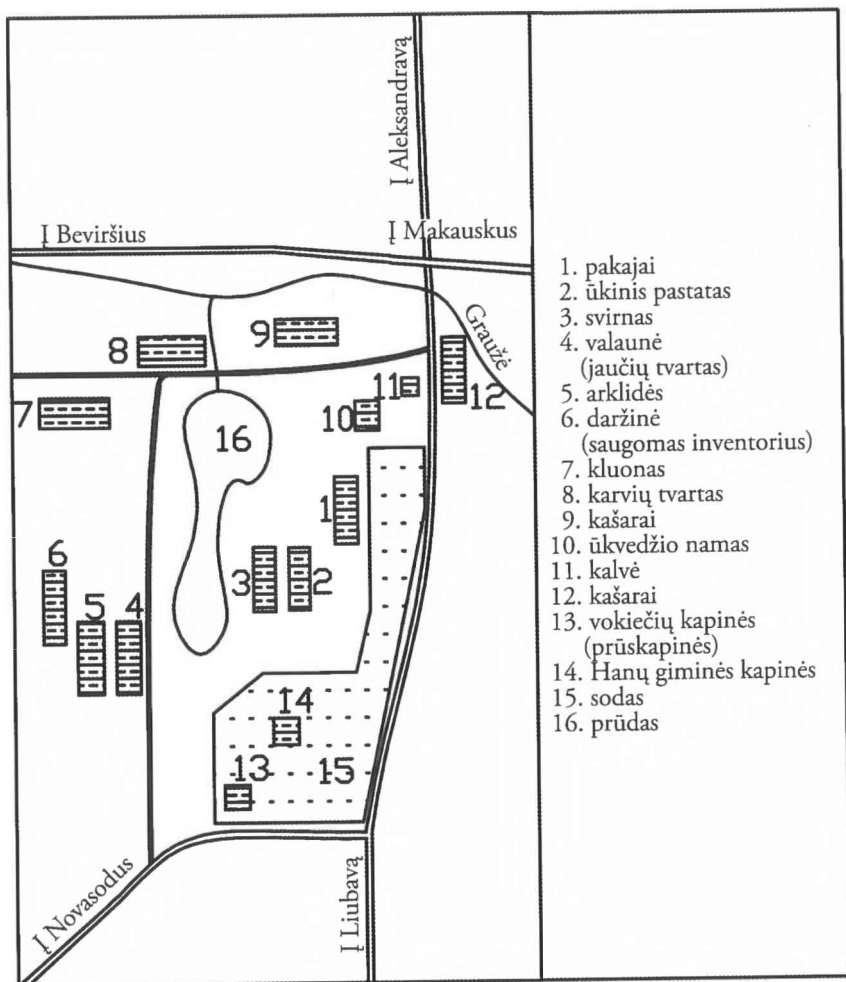 Į Aleksandravą
Į Beviršius
Į Makauskus
Graužė
9
8
11
12
7
10
16
1
6
3
2
5
4
14
13
15
Į Novasodus
Į Liubavą
1. pakajai
2. ūkinis pastatas
3. svirnas
4. valaunė
(jaučių tvartas)
5. arklidės
6. daržinė
(saugomas inventorius)
7. kluonas
8. karvių tvartas
9. kašarai
10. ūkvedžio namas
11. kalvė
12. kašarai
13. vokiečių kapinės
(prūskapinės)
14. Hanų giminės kapinės
15. sodas
16. prūdas